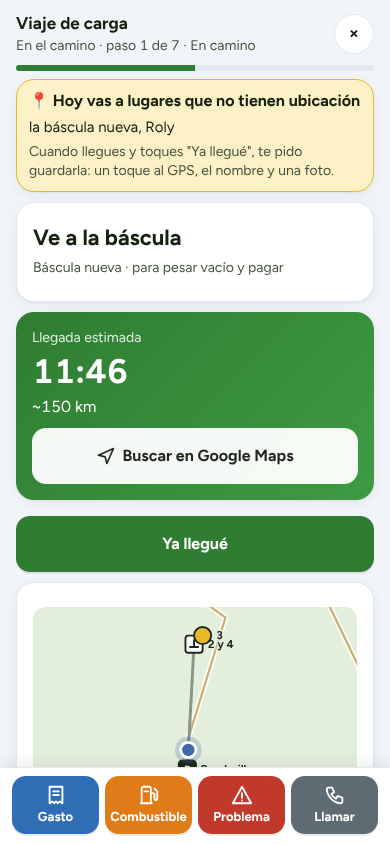 Viaje de carga
En el camino · paso 1 de 7 · En camino
×
📍 Hoy vas a lugares que no tienen ubicación
la báscula nueva, Roly
Cuando llegues y toques "Ya llegué", te pido
guardarla: un toque al GPS, el nombre y una foto.
Ve a la báscula
Báscula nueva · para pesar vacío y pagar
Llegada estimada
11:46
~150 km
Buscar en Google Maps
Ya llegué
3
2 y 4
Gasto
Combustible
Problema
Llamar